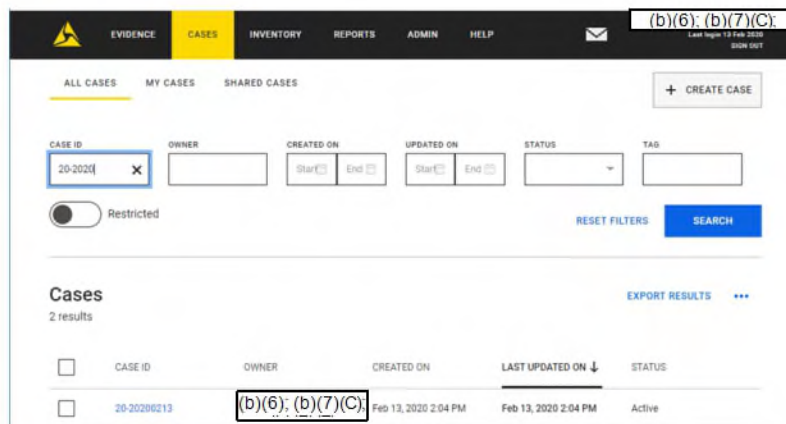 (b)(6); (b)(7)(C);
EVIDENCE CASES INVENTORY REPORTS ADMIN HELP
Last login 13 Feb 2020
SIGN OUT
ALL CASES MY CASES SHARED CASES
+ CREATE CASE
CASE ID OWNER CREATED ON UPDATED ON STATUS TAG
20-2020 Start End Start End
Restricted
RESET FILTERS SEARCH
Cases
EXPORT RESULTS
2 results
CASE ID OWNER CREATED ON LAST UPDATED ON STATUS
20-20200213 (b)(6); (b)(7)(C); Feb 13, 2020 2:04 PM Feb 13, 2020 2:04 PM Active